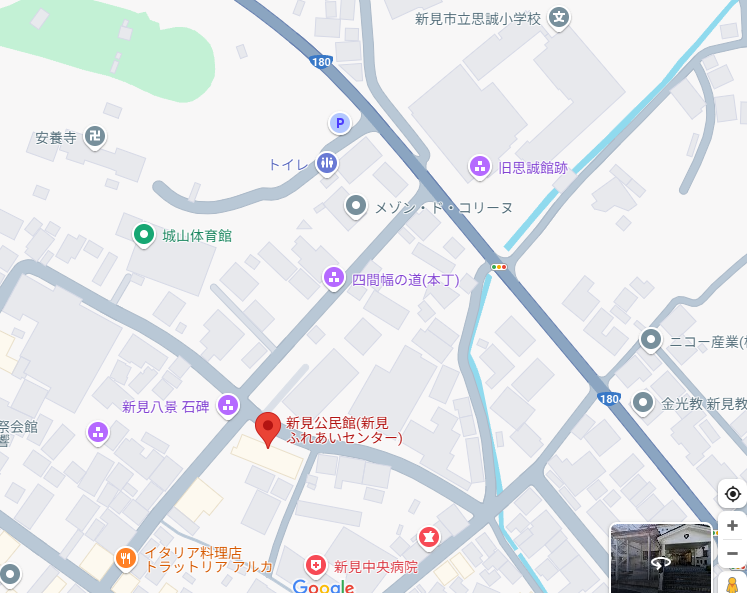 新見市立思誠小学校
文
180
P
安養寺
卍
トイレ
旧思誠館跡
メゾン・ド・コリーヌ
城山体育館
四間幅の道(本丁)
ニコー産業(
180
新見八景 石碑
新見公民館(新見
ふれあいセンター)
金光教 新見教
祭会館
響
イタリア料理店
トラットリア アルカ
新見中央病院
Google